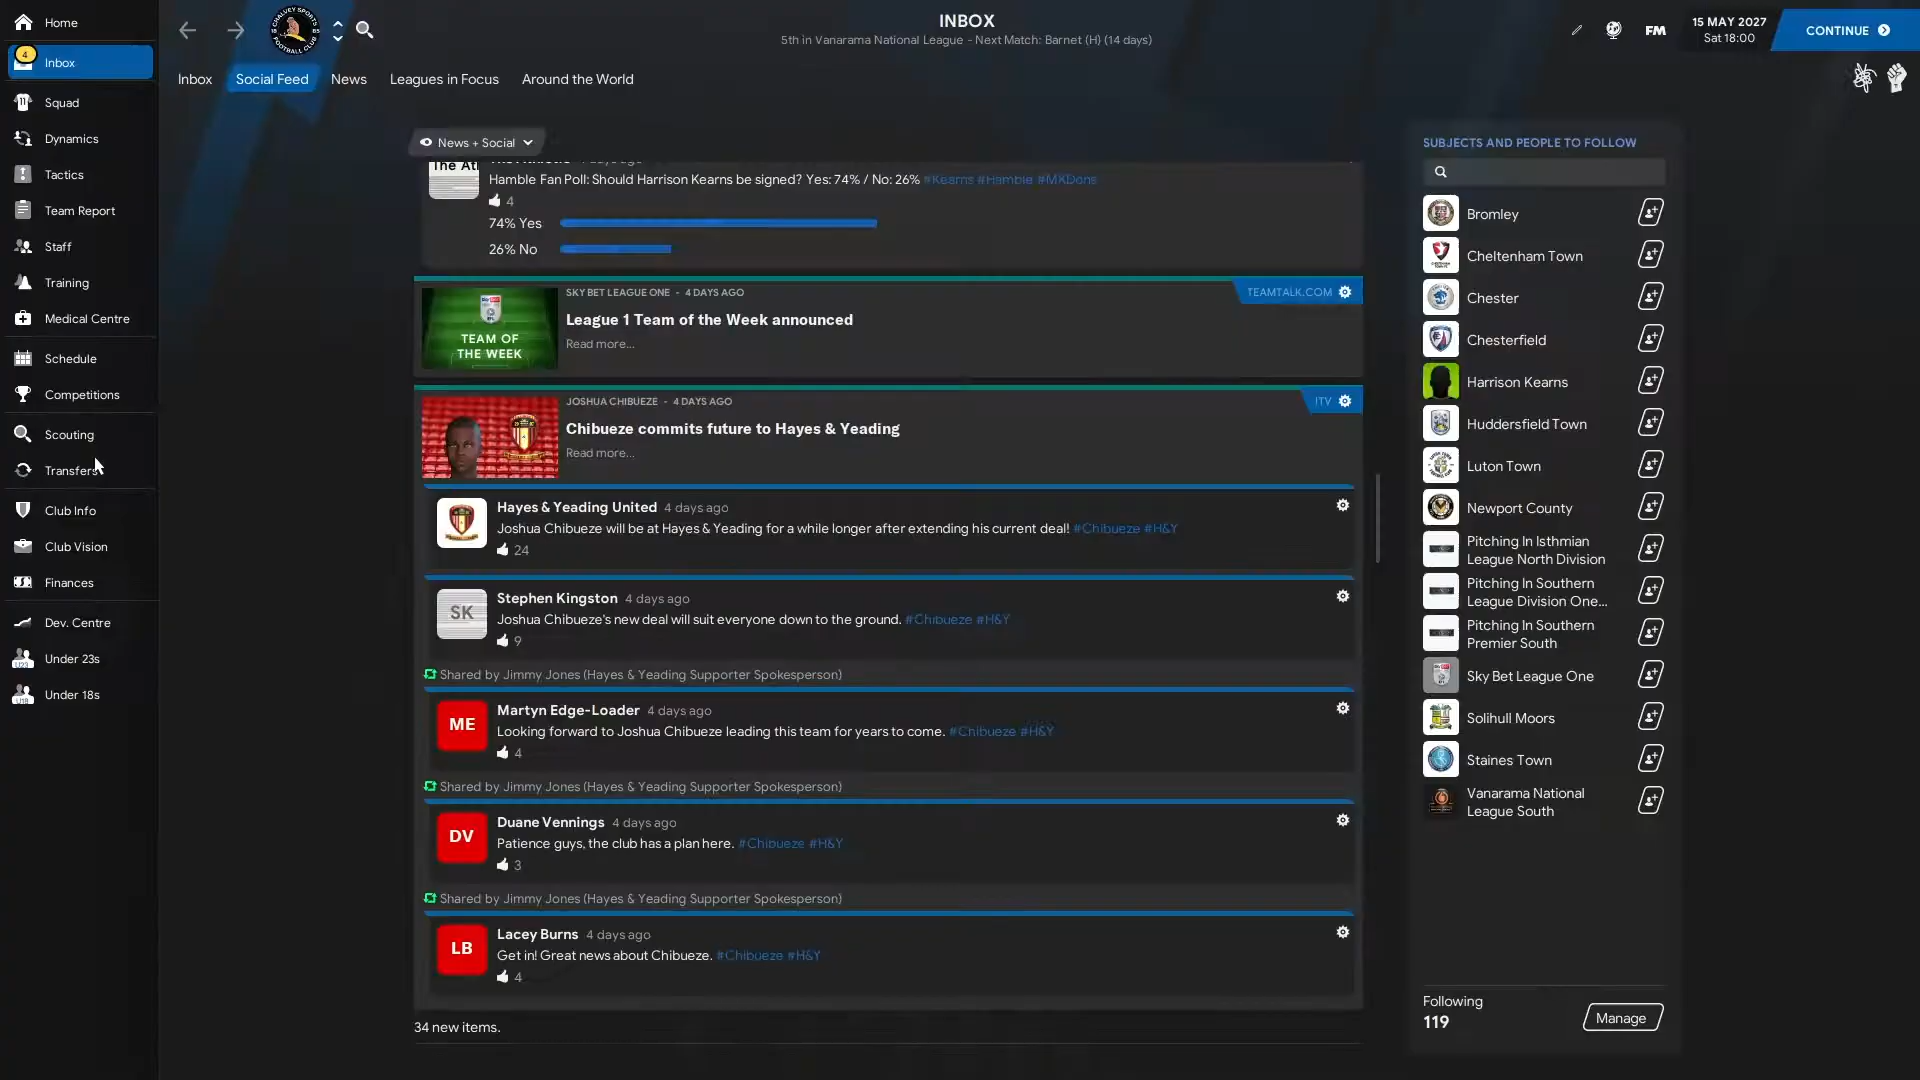 Home
4
Inbox
Squad
Dynamics
Tactics
Team Report
Staff
Training
Medical Centre
Schedule
Competitions
Scouting
Transfers
Club Info
Club Vision
Finances
Dev. Centre
Under 23s
Under 18s
CHALVEY SPORTS
FOOTBALL CLUB
INBOX
5th in Vanarama National League - Next Match: Barnet (H) (14 days)
FM
15 MAY 2027
Sat 18:00
CONTINUE
Inbox
Social Feed
News
Leagues in Focus
Around the World
News + Social
The Atl
Hamble Fan Poll: Should Harrison Kearns be signed? Yes: 74% / No: 26% #Kearns #Hamble #MKDons
4
74% Yes
26% No
TEAM OF
THE WEEK
SKY BET LEAGUE ONE - 4 DAYS AGO
TEAMTALK.COM
League 1 Team of the Week announced
Read more...
JOSHUA CHIBUEZE - 4 DAYS AGO
ITV
Chibueze commits future to Hayes & Yeading
Read more...
Hayes & Yeading United 4 days ago
Joshua Chibueze will be at Hayes & Yeading for a while longer after extending his current deal! #Chibueze #H&Y
24
SK
Stephen Kingston 4 days ago
Joshua Chibueze's new deal will suit everyone down to the ground. #Chibueze #H&Y
9
Shared by Jimmy Jones (Hayes & Yeading Supporter Spokesperson)
ME
Martyn Edge-Loader 4 days ago
Looking forward to Joshua Chibueze leading this team for years to come. #Chibueze #H&Y
4
Shared by Jimmy Jones (Hayes & Yeading Supporter Spokesperson)
DV
Duane Vennings 4 days ago
Patience guys, the club has a plan here. #Chibueze #H&Y
3
Shared by Jimmy Jones (Hayes & Yeading Supporter Spokesperson)
LB
Lacey Burns 4 days ago
Get in! Great news about Chibueze. #Chibueze #H&Y
4
34 new items.
SUBJECTS AND PEOPLE TO FOLLOW
Bromley
Cheltenham Town
Chester
Chesterfield
Harrison Kearns
Huddersfield Town
Luton Town
Newport County
Pitching In Isthmian
League North Division
Pitching In Southern
League Division One...
Pitching In Southern
Premier South
Sky Bet League One
Solihull Moors
Staines Town
Vanarama National
League South
Following
119
Manage